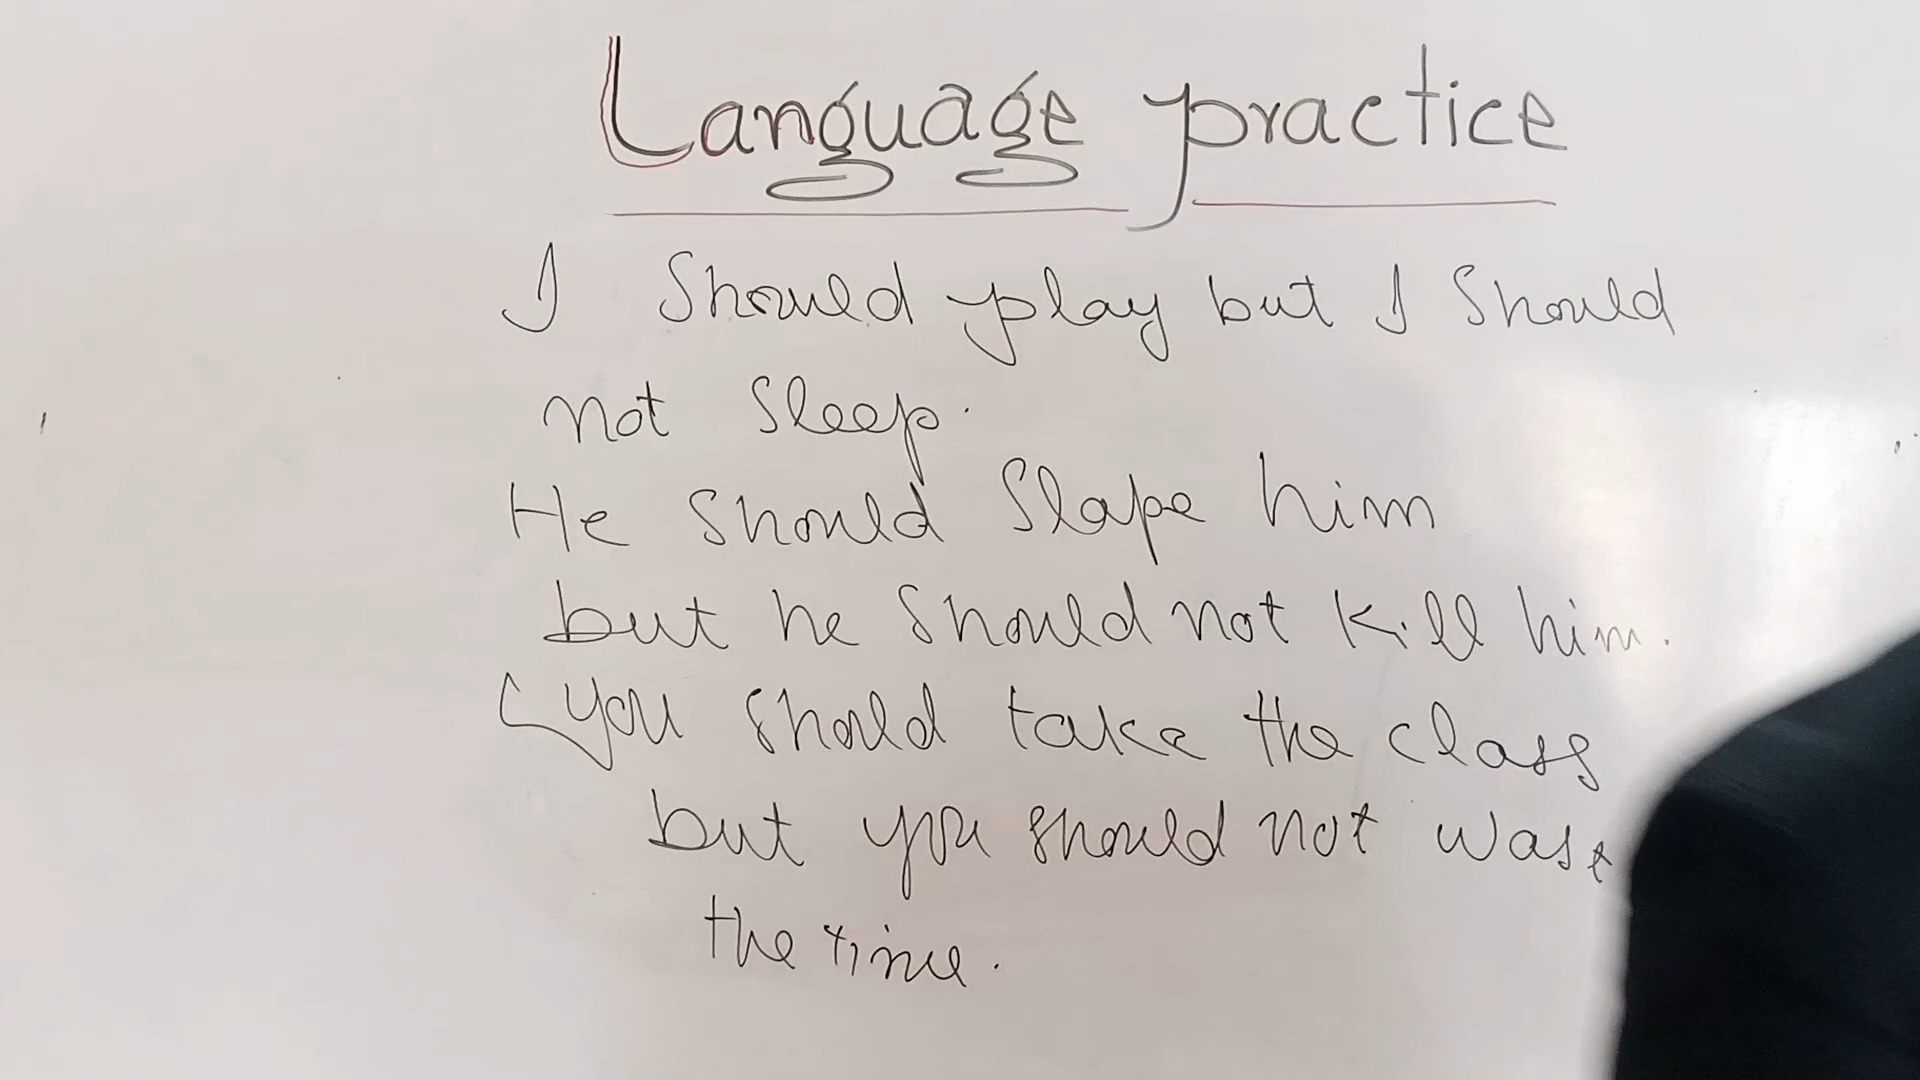 Language practice
I Should play but I Should
not Sleep.
He Should Slape him
but he Should not Kill him.
you should take the class
but you should not wast
the time.